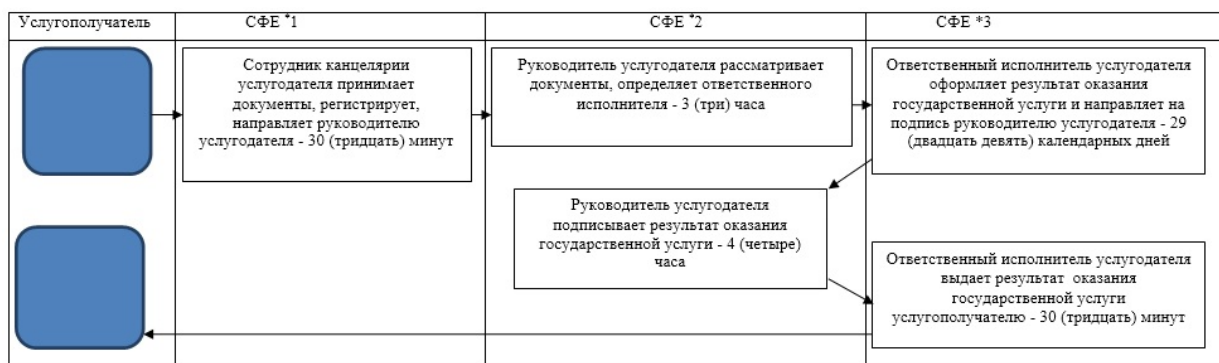 Услугополучатель
СФЕ *1
СФЕ *2
СФЕ *3
Сотрудник канцелярии
услугодателя принимает
документы, регистрирует,
направляет руководителю
услугодателя - 30 (тридцать) минут
Руководитель услугодателя рассматривает
документы, определяет ответственного
исполнителя - 3 (три) часа
Ответственный исполнитель услугодателя
оформляет результат оказания
государственной услуги и направляет на
подпись руководителю услугодателя - 29
(двадцать девять) календарных дней
Руководитель услугодателя
подписывает результат оказания
государственной услуги - 4 (четыре)
часа
Ответственный исполнитель услугодателя
выдает результат оказания
государственной услуги
услугополучателю - 30 (тридцать) минут